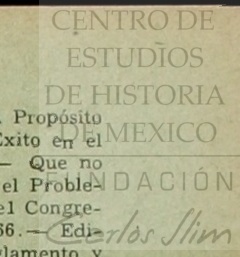 CENTRO DE
ESTUDIOS
DE HISTORIA
DE MEXICO
FUNDACIÓN
Carlos Slim
Propósito
Exito en el
— Que no
el Proble-
el Congre-
66.— Edi-
glamento y